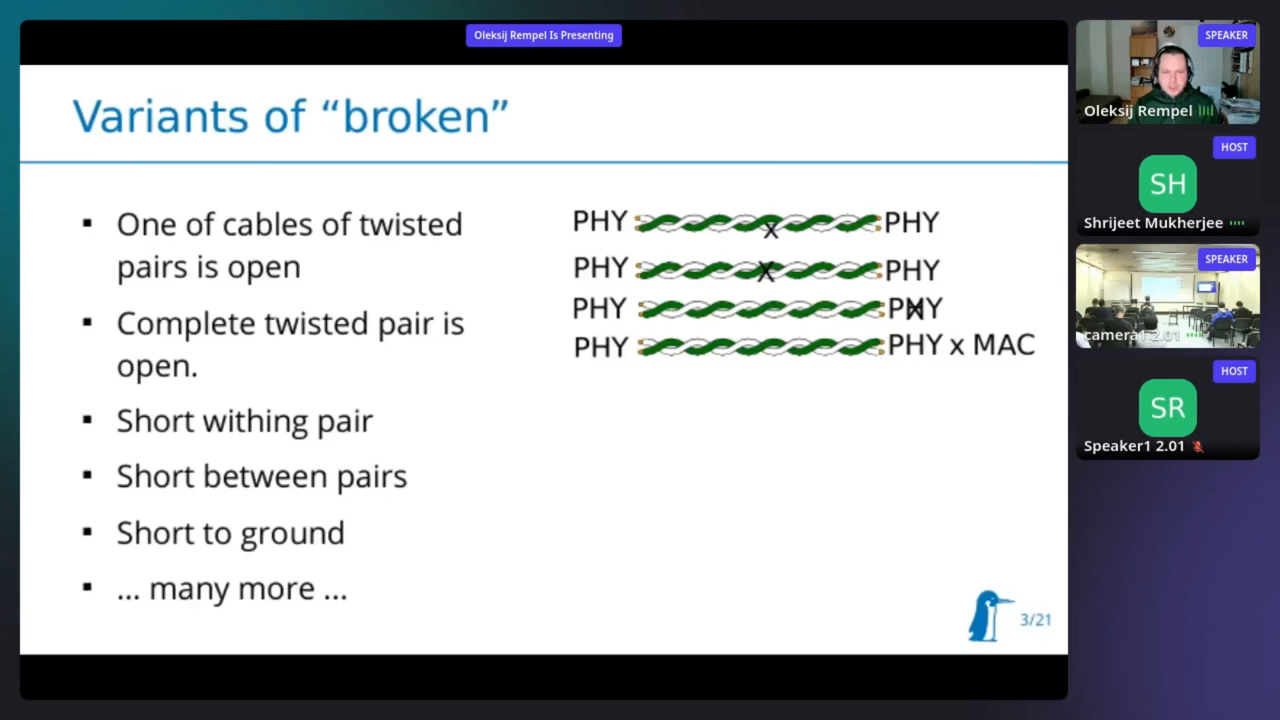 Oleksij Rempel Is Presenting
Variants of “broken”
▪ One of cables of twisted
pairs is open
▪ Complete twisted pair is
open.
▪ Short withing pair
▪ Short between pairs
▪ Short to ground
▪ ... many more ...
PHY x PHY
PHY x PHY
PHY PHY x
PHY PHY x MAC
3/21
SPEAKER
Oleksij Rempel
HOST
SH
Shrijeet Mukherjee
SPEAKER
camera1 2.01
HOST
SR
Speaker1 2.01